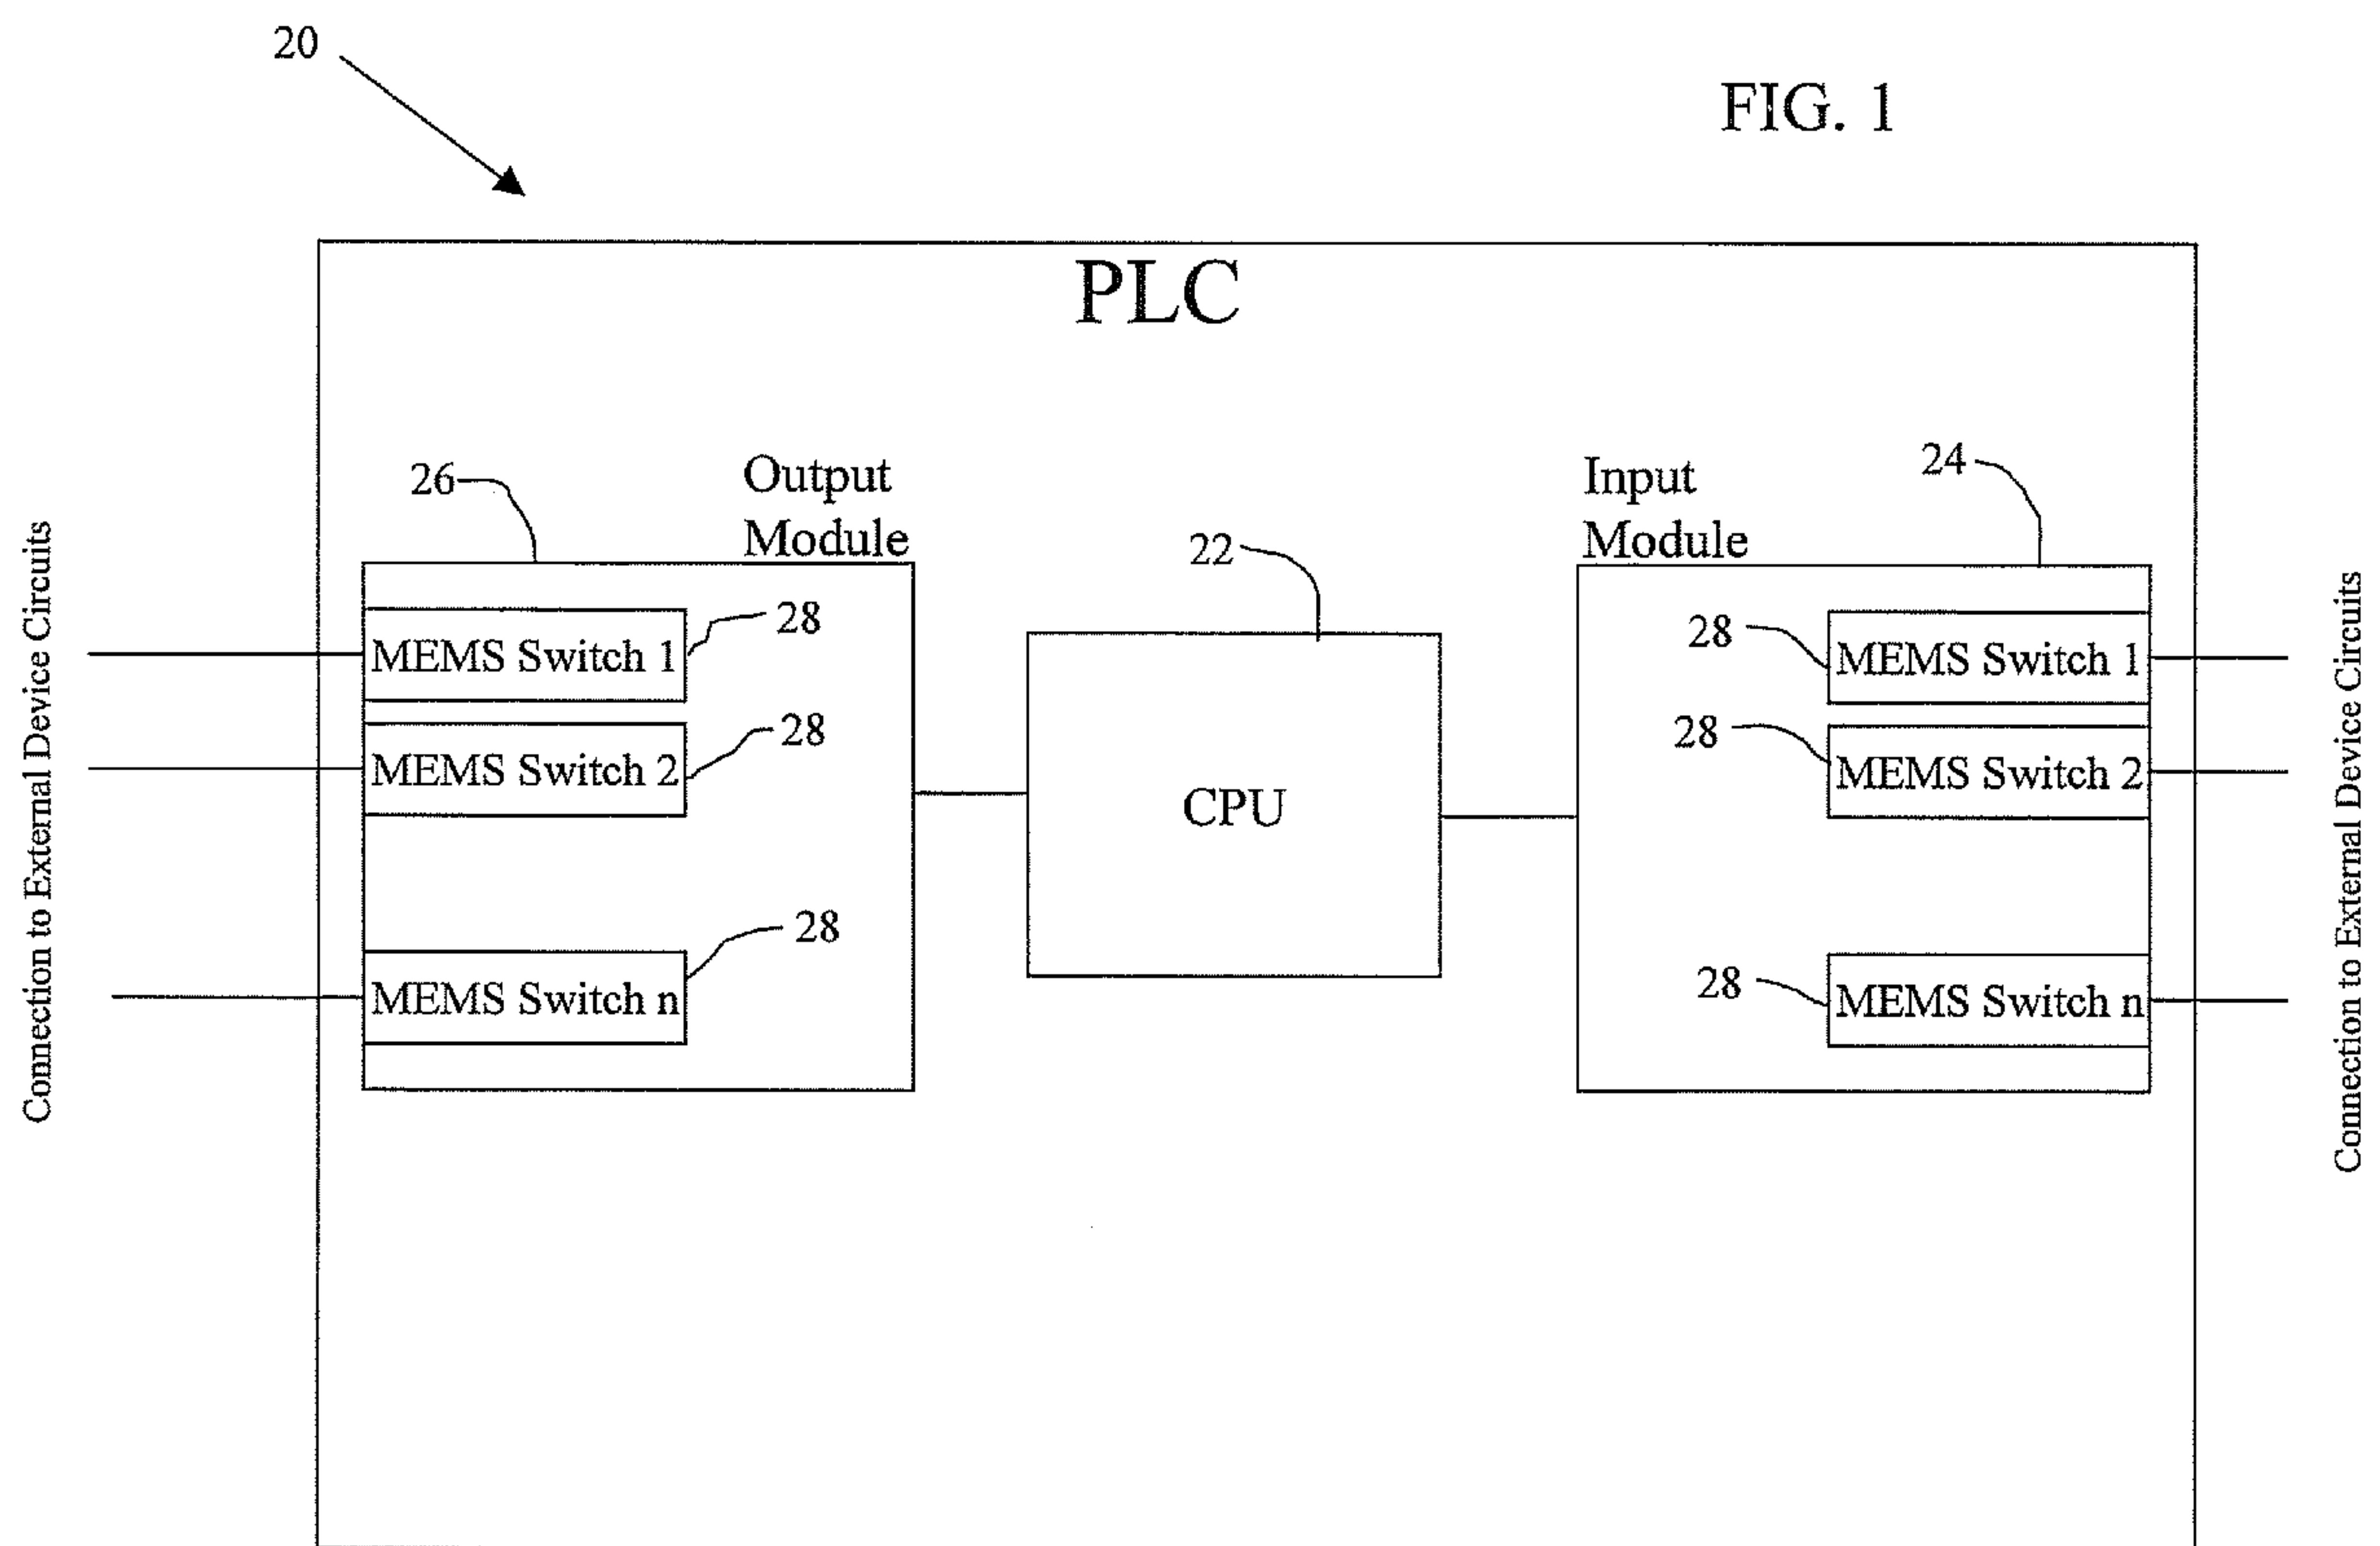 20
FIG. 1
PLC
26
Output
Module
Input
Module
24
22
MEMS Switch 1
28
MEMS Switch 2
28
MEMS Switch n
28
CPU
28
MEMS Switch 1
28
MEMS Switch 2
28
MEMS Switch n
Connection to External Device Circuits
Connection to External Device Circuits